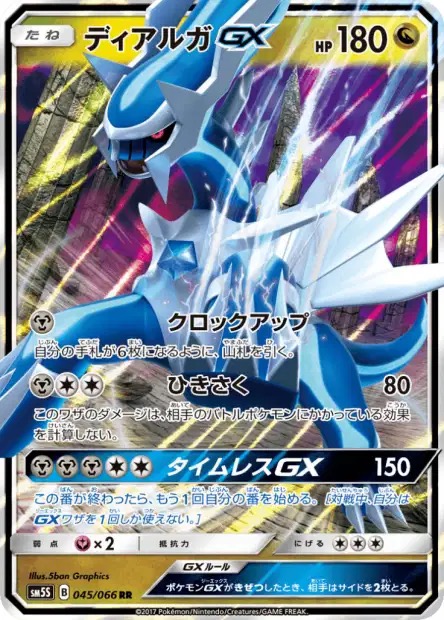 たね ディアルガGX HP 180
クロックアップ
自分の手札が6枚になるように、山札を引く。
ひきさく 80
このワザのダメージは、相手のバトルポケモンにかかっている効果
を計算しない。
タイムレスGX 150
この番が終わったら、もう1回自分の番を始める。[対戦中、自分は
GXワザを1回しか使えない。]
弱点 ×2 抵抗力 にげる
GXルール
ポケモンGXがきぜつしたとき、相手はサイドを2枚とる。
Illus. 5ban Graphics
SM5S B 045/066 RR
©2017 Pokémon/Nintendo/Creatures/GAME FREAK.